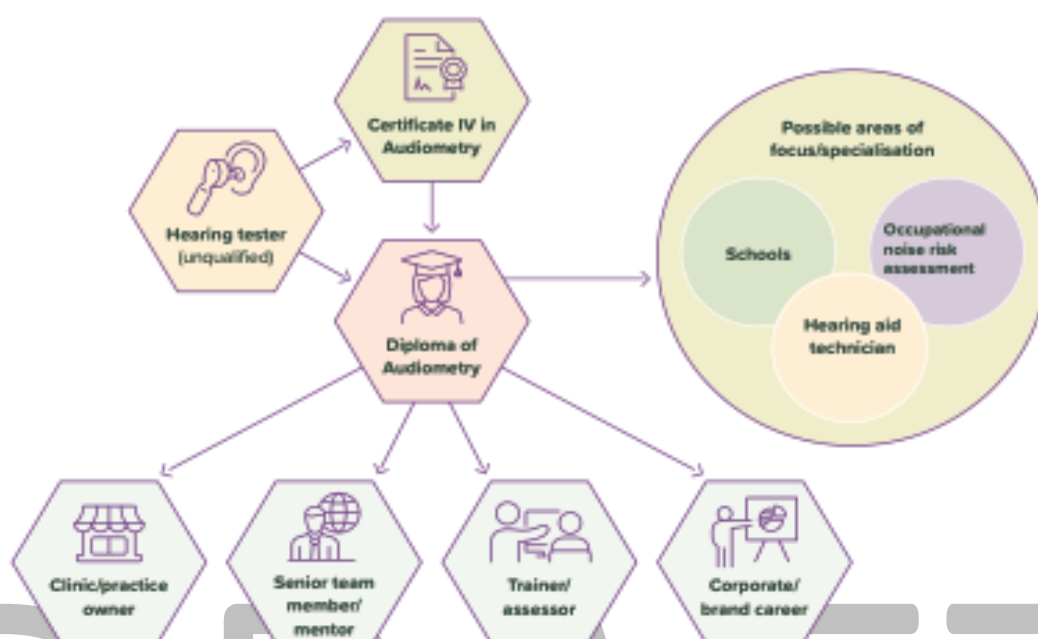 Certificate IV in
Audiometry
Hearing tester
(unqualified)
Possible areas of
focus/specialisation
Schools
Occupational
noise risk
assessment
Hearing aid
technician
Diploma of
Audiometry
Clinic/practice
owner
Senior team
member/
mentor
Trainer/
assessor
Corporate/
brand career